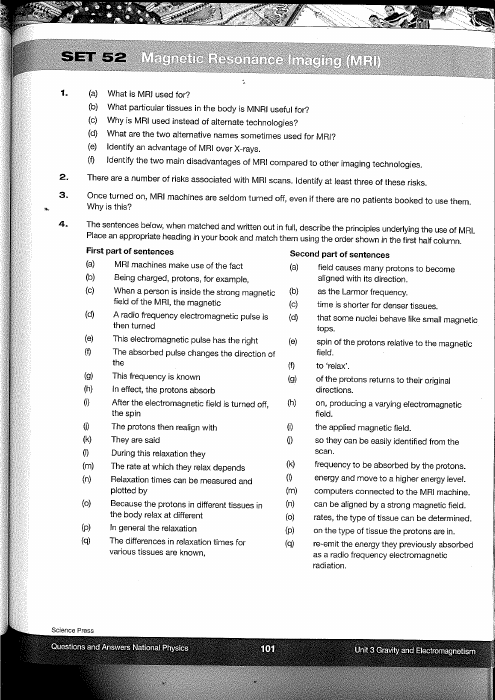 SET 52 Magnetic Resonance Imaging (MRI)
1. (a) What is MRI used for?
(b) What particular tissues in the body is MNRI useful for?
(c) Why is MRI used instead of alternate technologies?
(d) What are the two alternative names sometimes used for MRI?
(e) Identify an advantage of MRI over X-rays.
(f) Identify the two main disadvantages of MRI compared to other imaging technologies.
2. There are a number of risks associated with MRI scans. Identify at least three of these risks.
3. Once turned on, MRI machines are seldom turned off, even if there are no patients booked to use them.
Why is this?
4. The sentences below, when matched and written out in full, describe the principles underlying the use of MRI.
Place an appropriate heading in your book and match them using the order shown in the first half column.
First part of sentences
(a) MRI machines make use of the fact
(b) Being charged, protons, for example,
(c) When a person is inside the strong magnetic
field of the MRI, the magnetic
(d) A radio frequency electromagnetic pulse is
then turned
(e) This electromagnetic pulse has the right
(f) The absorbed pulse changes the direction of
the
(g) This frequency is known
(h) In effect, the protons absorb
(i) After the electromagnetic field is turned off,
the spin
(j) The protons then realign with
(k) They are said
(l) During this relaxation they
(m) The rate at which they relax depends
(n) Relaxation times can be measured and
plotted by
(o) Because the protons in different tissues in
the body relax at different
(p) In general the relaxation
(q) The differences in relaxation times for
various tissues are known,
Second part of sentences
(a) field causes many protons to become
aligned with its direction.
(b) as the Larmor frequency.
(c) time is shorter for denser tissues.
(d) that some nuclei behave like small magnetic
tops.
(e) spin of the protons relative to the magnetic
field.
(f) to 'relax'.
(g) of the protons returns to their original
directions.
(h) on, producing a varying electromagnetic
field.
(i) the applied magnetic field.
(j) so they can be easily identified from the
scan.
(k) frequency to be absorbed by the protons.
(l) energy and move to a higher energy level.
(m) computers connected to the MRI machine.
(n) can be aligned by a strong magnetic field.
(o) rates, the type of tissue can be determined.
(p) on the type of tissue the protons are in.
(q) re-emit the energy they previously absorbed
as a radio frequency electromagnetic
radiation.
Science Press
Questions and Answers National Physics 101 Unit 3 Gravity and Electromagnetism